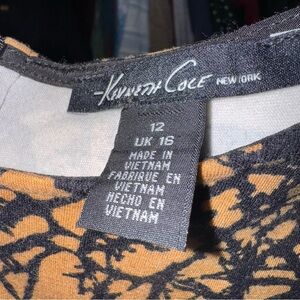 Kenneth Cole NEW YORK
12
UK 16
MADE IN
VIETNAM
FABRIQUE EN
VIETNAM
HECHO EN
VIETNAM